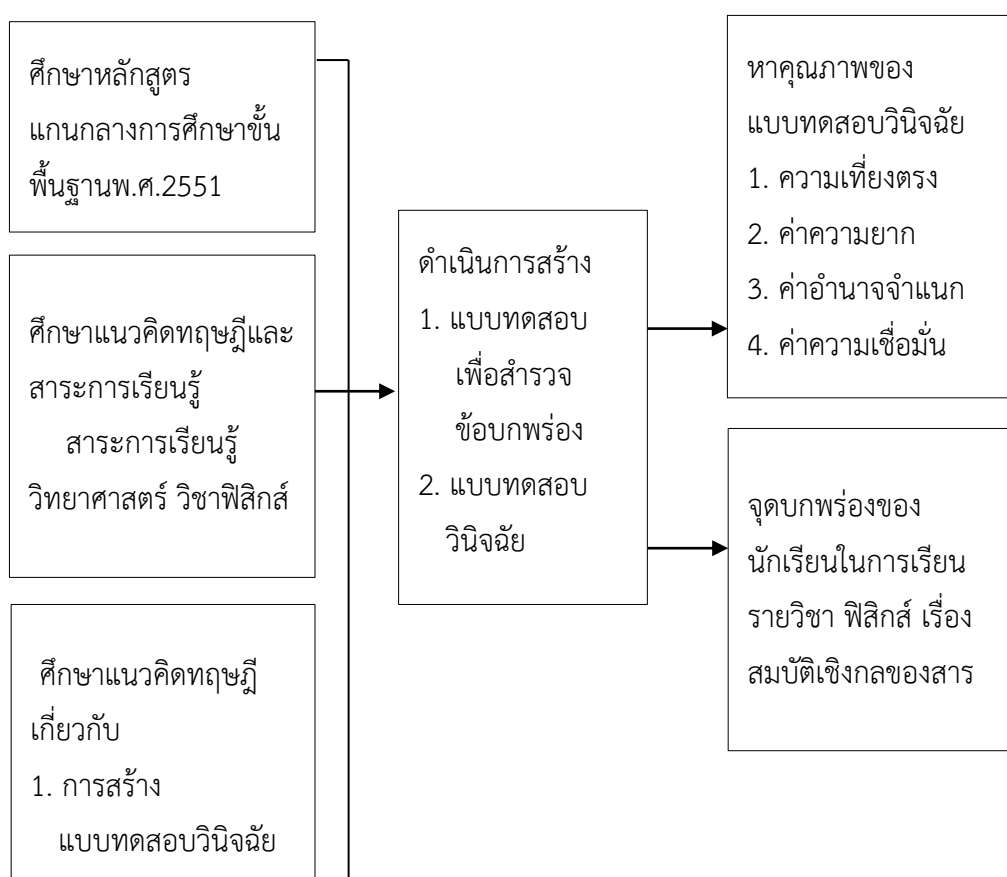 ศึกษาหลักสูตร
แกนกลางการศึกษาขั้น
พื้นฐานพ.ศ.2551
ศึกษาแนวคิดทฤษฎีและ
สาระการเรียนรู้
สาระการเรียนรู้
วิทยาศาสตร์ วิชาฟิสิกส์
ศึกษาแนวคิดทฤษฎี
เกี่ยวกับ
1. การสร้าง
แบบทดสอบวินิจฉัย
ดำเนินการสร้าง
1. แบบทดสอบ
เพื่อสำรวจ
ข้อบกพร่อง
2. แบบทดสอบ
วินิจฉัย
หาคุณภาพของ
แบบทดสอบวินิจฉัย
1. ความเที่ยงตรง
2. ค่าความยาก
3. ค่าอำนาจจำแนก
4. ค่าความเชื่อมั่น
จุดบกพร่องของ
นักเรียนในการเรียน
รายวิชา ฟิสิกส์ เรื่อง
สมบัติเชิงกลของสาร